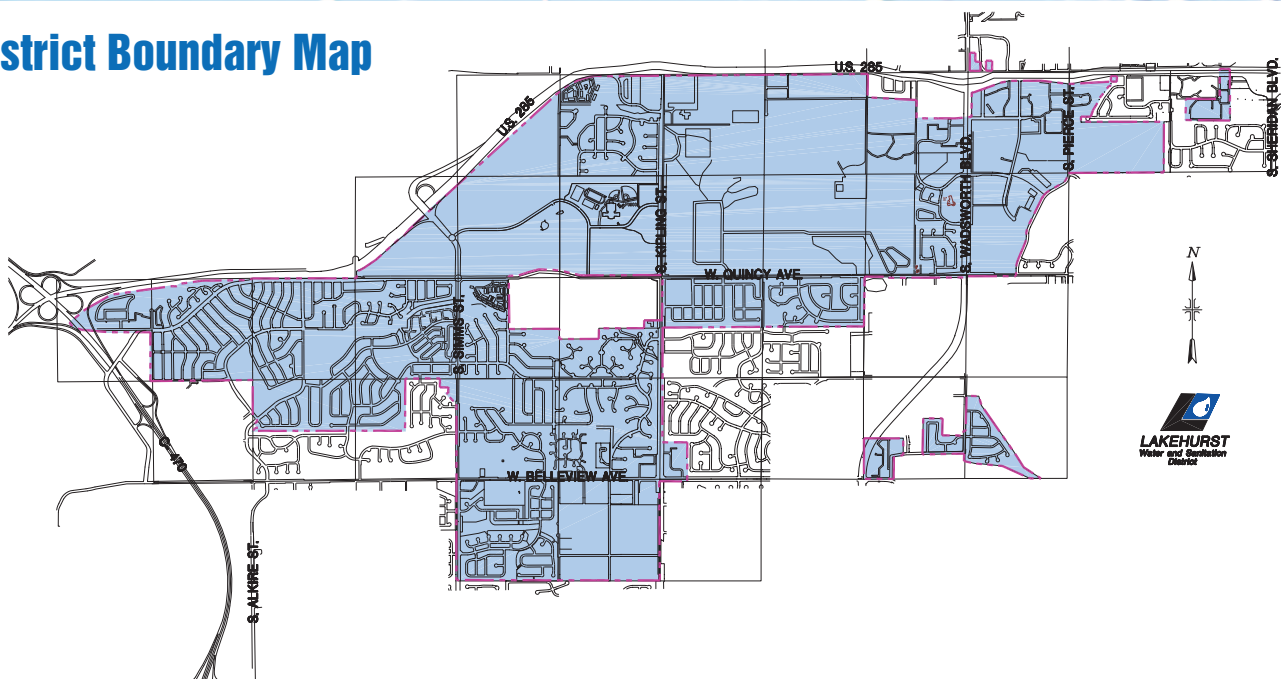 strict Boundary Map
U.S. 285
U.S. 285
S. PIERCE ST.
S. SHERIDAN BLVD.
S. WADSWORTH BLVD.
S. KIPLING ST.
W. QUINCY AVE.
N
S. SIMMS ST.
LAKEHURST
Water and Sanitation
District
C 470
W. BELLEVIEW AVE.
S. ALKIRE ST.